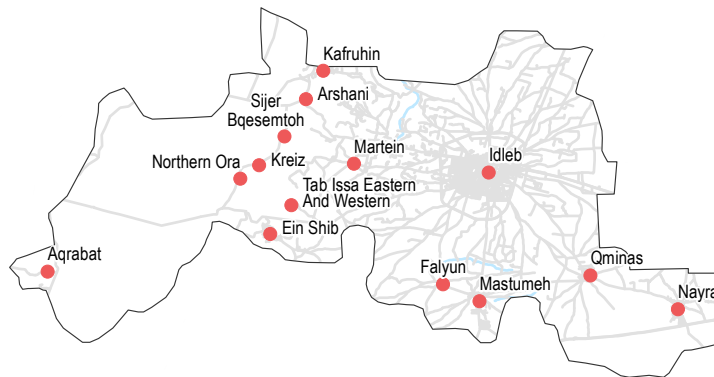 Kafruhin
Arshani
Sijer
Bqesemtoh
Martein
Idleb
Northern Ora
Kreiz
Tab Issa Eastern
And Western
Ein Shib
Aqrabat
Falyun
Mastumeh
Qminas
Nayra